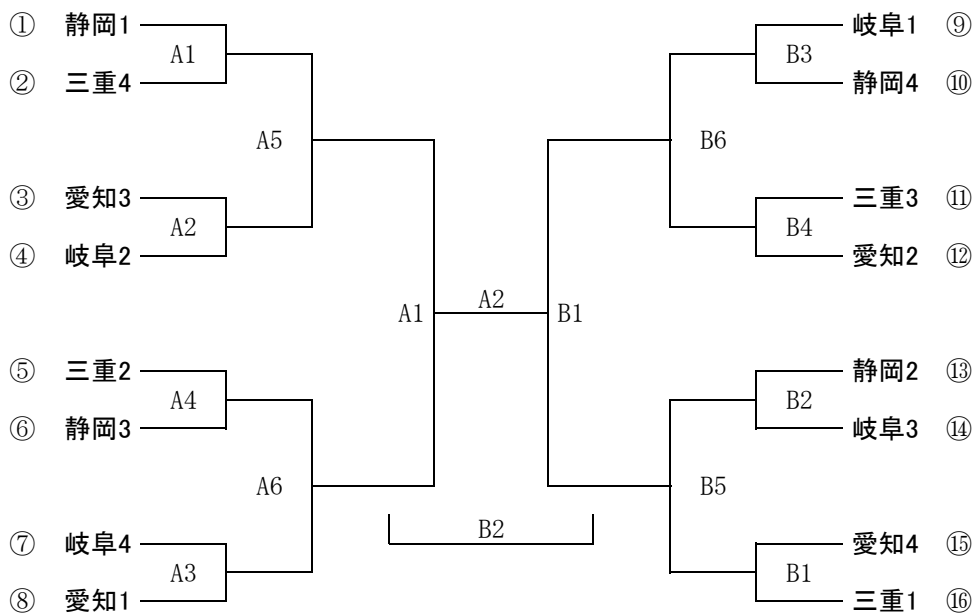 ① 静岡1 岐阜1 ⑨
A1 B3
② 三重4 静岡4 ⑩
A5 B6
③ 愛知3 三重3 ⑪
A2 B4
④ 岐阜2 愛知2 ⑫
A1 A2 B1
⑤ 三重2 静岡2 ⑬
A4 B2
⑥ 静岡3 岐阜3 ⑭
A6 B5
B2
⑦ 岐阜4 愛知4 ⑮
A3 B1
⑧ 愛知1 三重1 ⑯